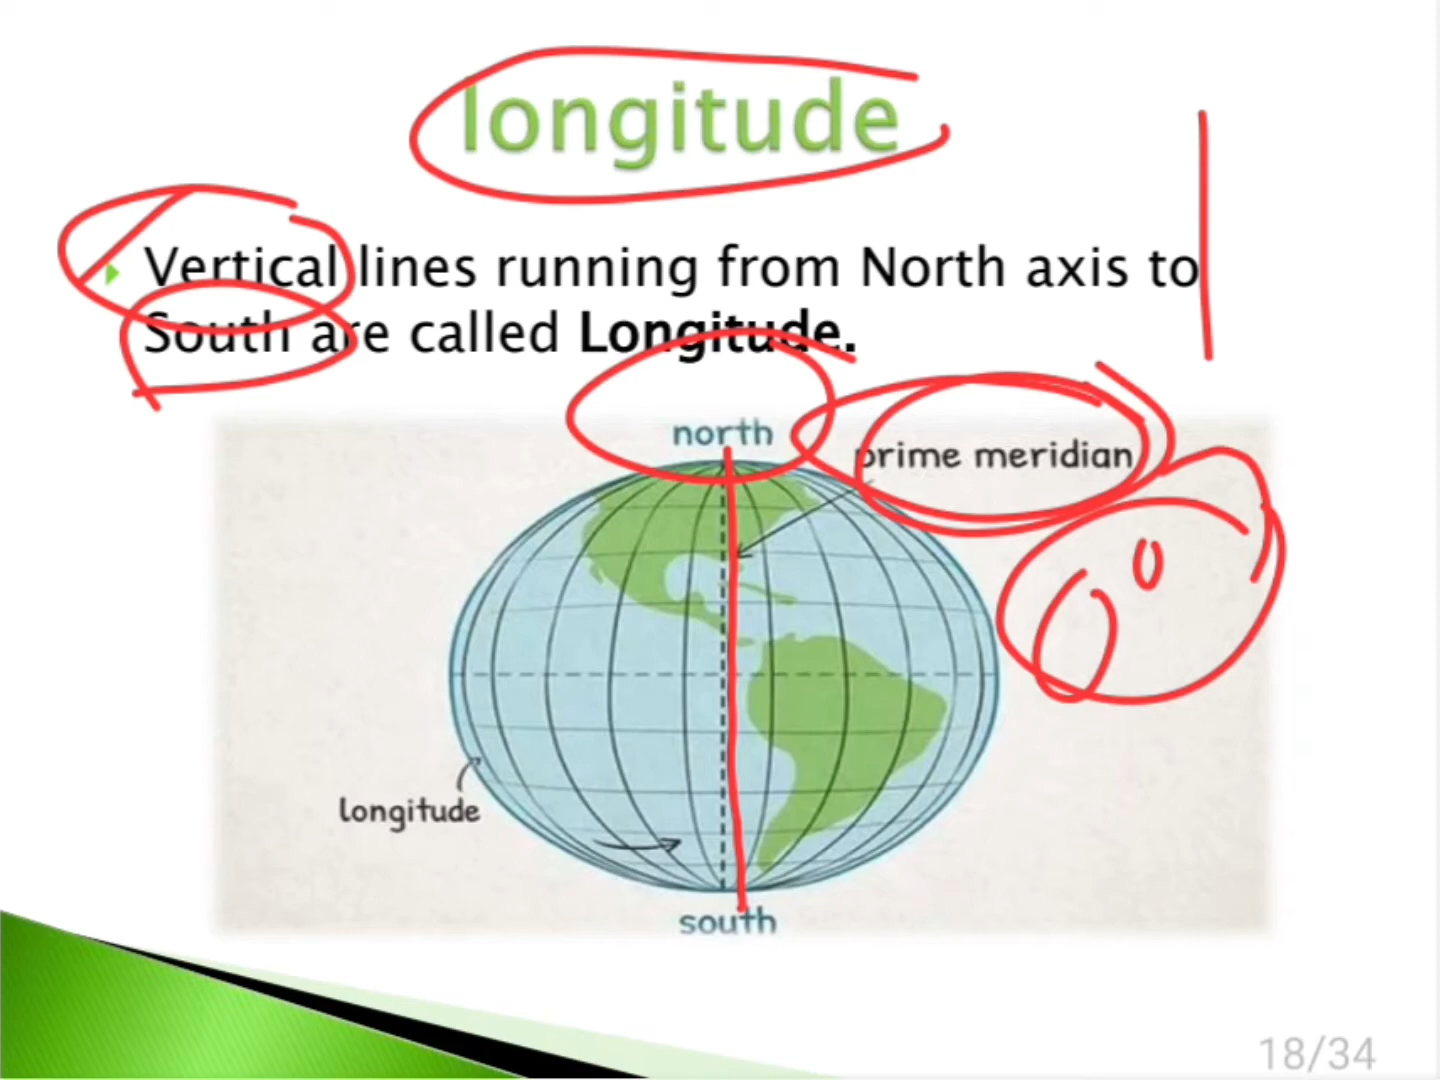 longitude
Vertical lines running from North axis to
South are called Longitude.
north
prime meridian
0
longitude
south
18/34